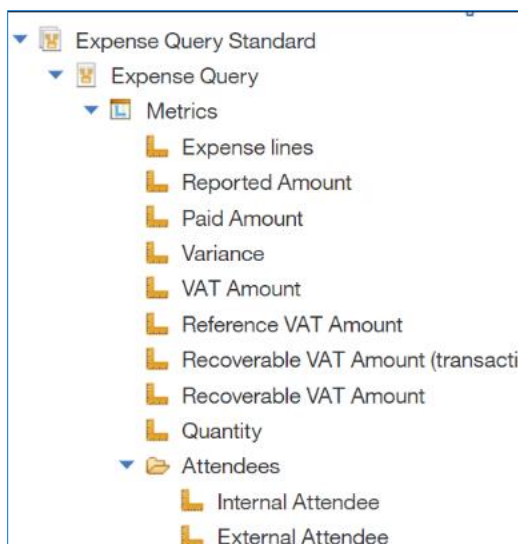 Expense Query Standard
Expense Query
Metrics
Expense lines
Reported Amount
Paid Amount
Variance
VAT Amount
Reference VAT Amount
Recoverable VAT Amount (transacti
Recoverable VAT Amount
Quantity
Attendees
Internal Attendee
External Attendee